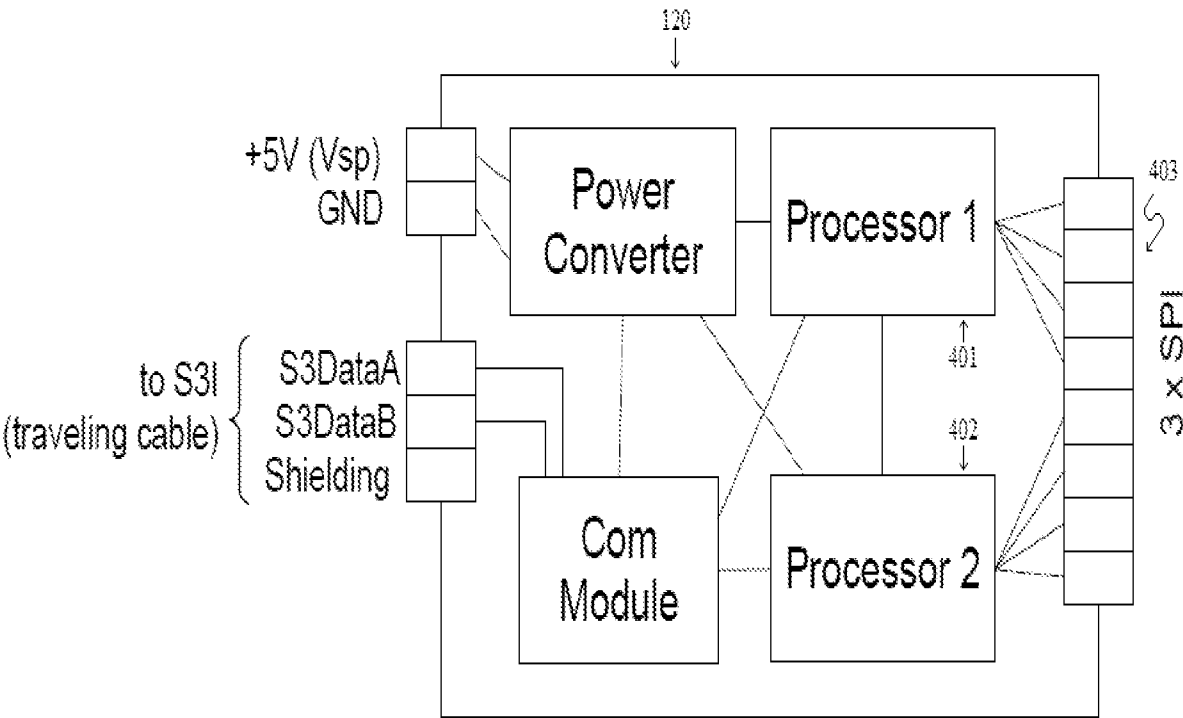 120
+5V (Vsp)
GND
Power
Converter
Processor 1
403
to S3I
(traveling cable)
S3DataA
S3DataB
Shielding
401
402
3 x SPI
Com
Module
Processor 2